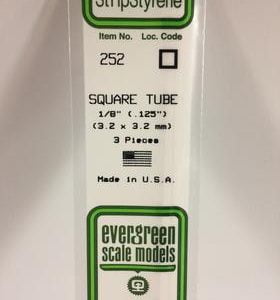 StripStyrene
Item No. Loc. Code
252
SQUARE TUBE
1/8" (.125")
(3.2 x 3.2 mm)
3 Pieces
Made in U.S.A.
evergreen
scale models